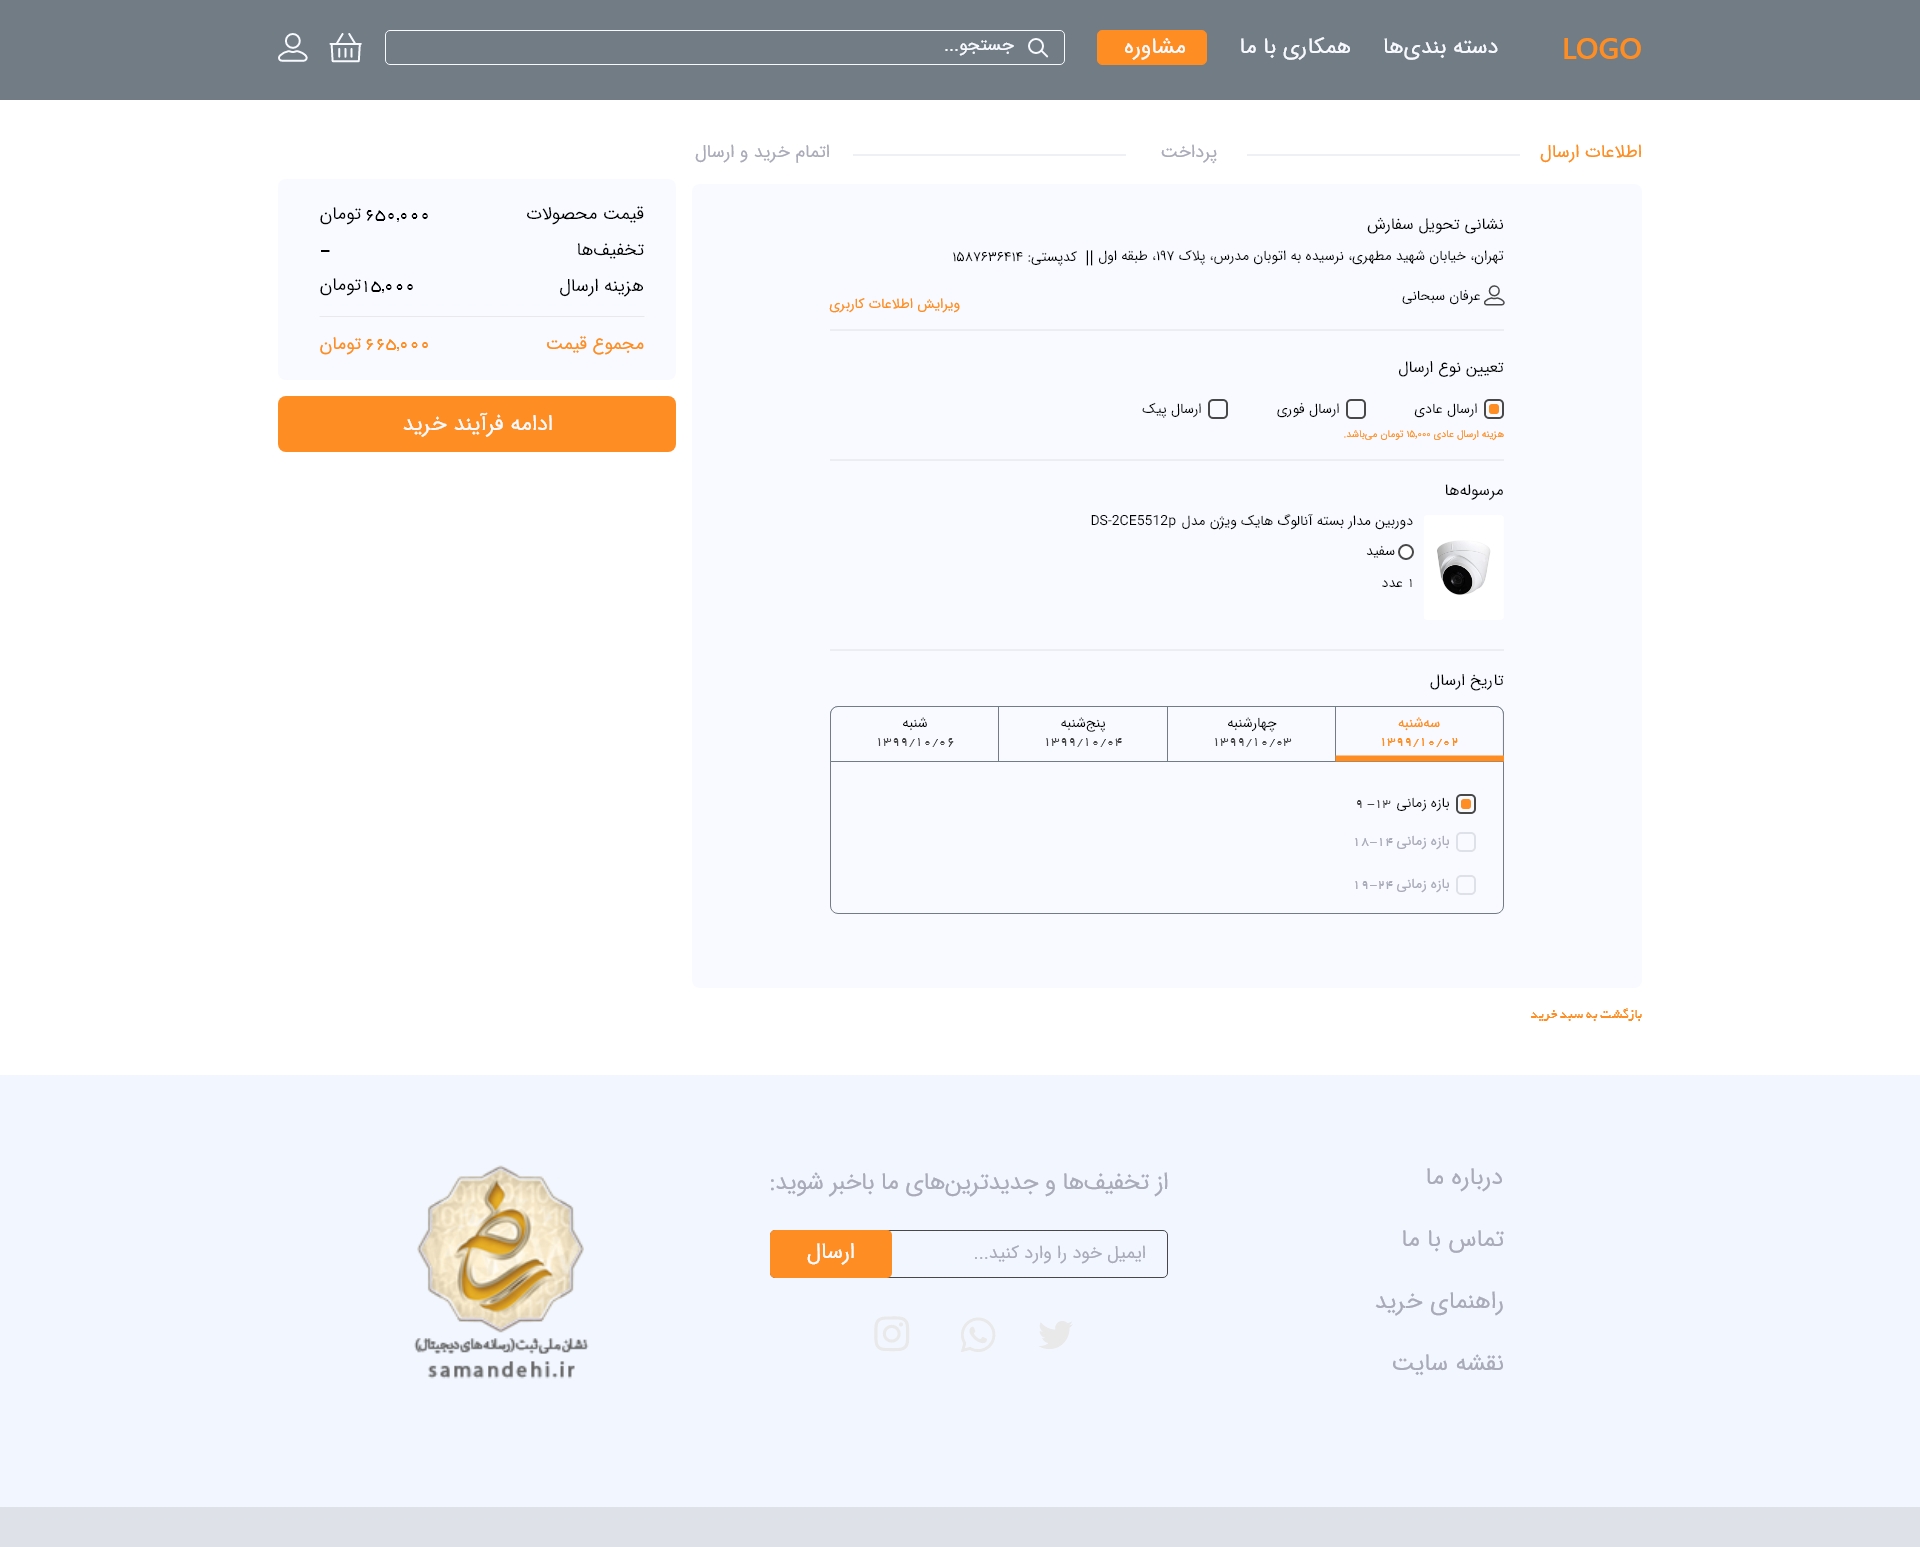 LOGO
دسته بندی‌ها
همکاری با ما
مشاوره
جستجو...
اطلاعات ارسال
پرداخت
اتمام خرید و ارسال
نشانی تحویل سفارش
تهران، خیابان شهید مطهری، نرسیده به اتوبان مدرس، پلاک ۱۹۷، طبقه اول || کدپستی: ۱۵۸۷۶۳۶۴۱۴
عرفان سبحانی
ویرایش اطلاعات کاربری
تعیین نوع ارسال
ارسال عادی
ارسال فوری
ارسال پیک
هزینه ارسال عادی ۱۵,۰۰۰ تومان می‌باشد.
مرسوله‌ها
دوربین مدار بسته آنالوگ هایک ویژن مدل DS-2CE5512p
سفید
۱ عدد
تاریخ ارسال
سه‌شنبه
۱۳۹۹/۱۰/۰۲
چهارشنبه
۱۳۹۹/۱۰/۰۳
پنج‌شنبه
۱۳۹۹/۱۰/۰۴
شنبه
۱۳۹۹/۱۰/۰۶
بازه زمانی ۱۳- ۹
بازه زمانی ۱۴-۱۸
بازه زمانی ۲۴-۱۹
بازگشت به سبد خرید
قیمت محصولات
۶۵۰,۰۰۰ تومان
تخفیف‌ها
-
هزینه ارسال
۱۵,۰۰۰تومان
مجموع قیمت
۶۶۵,۰۰۰ تومان
ادامه فرآیند خرید
درباره ما
تماس با ما
راهنمای خرید
نقشه سایت
از تخفیف‌ها و جدیدترین‌های ما باخبر شوید:
ایمیل خود را وارد کنید...
ارسال
نشان ملی ثبت(رسانه‌های دیجیتال)
samandehi.ir